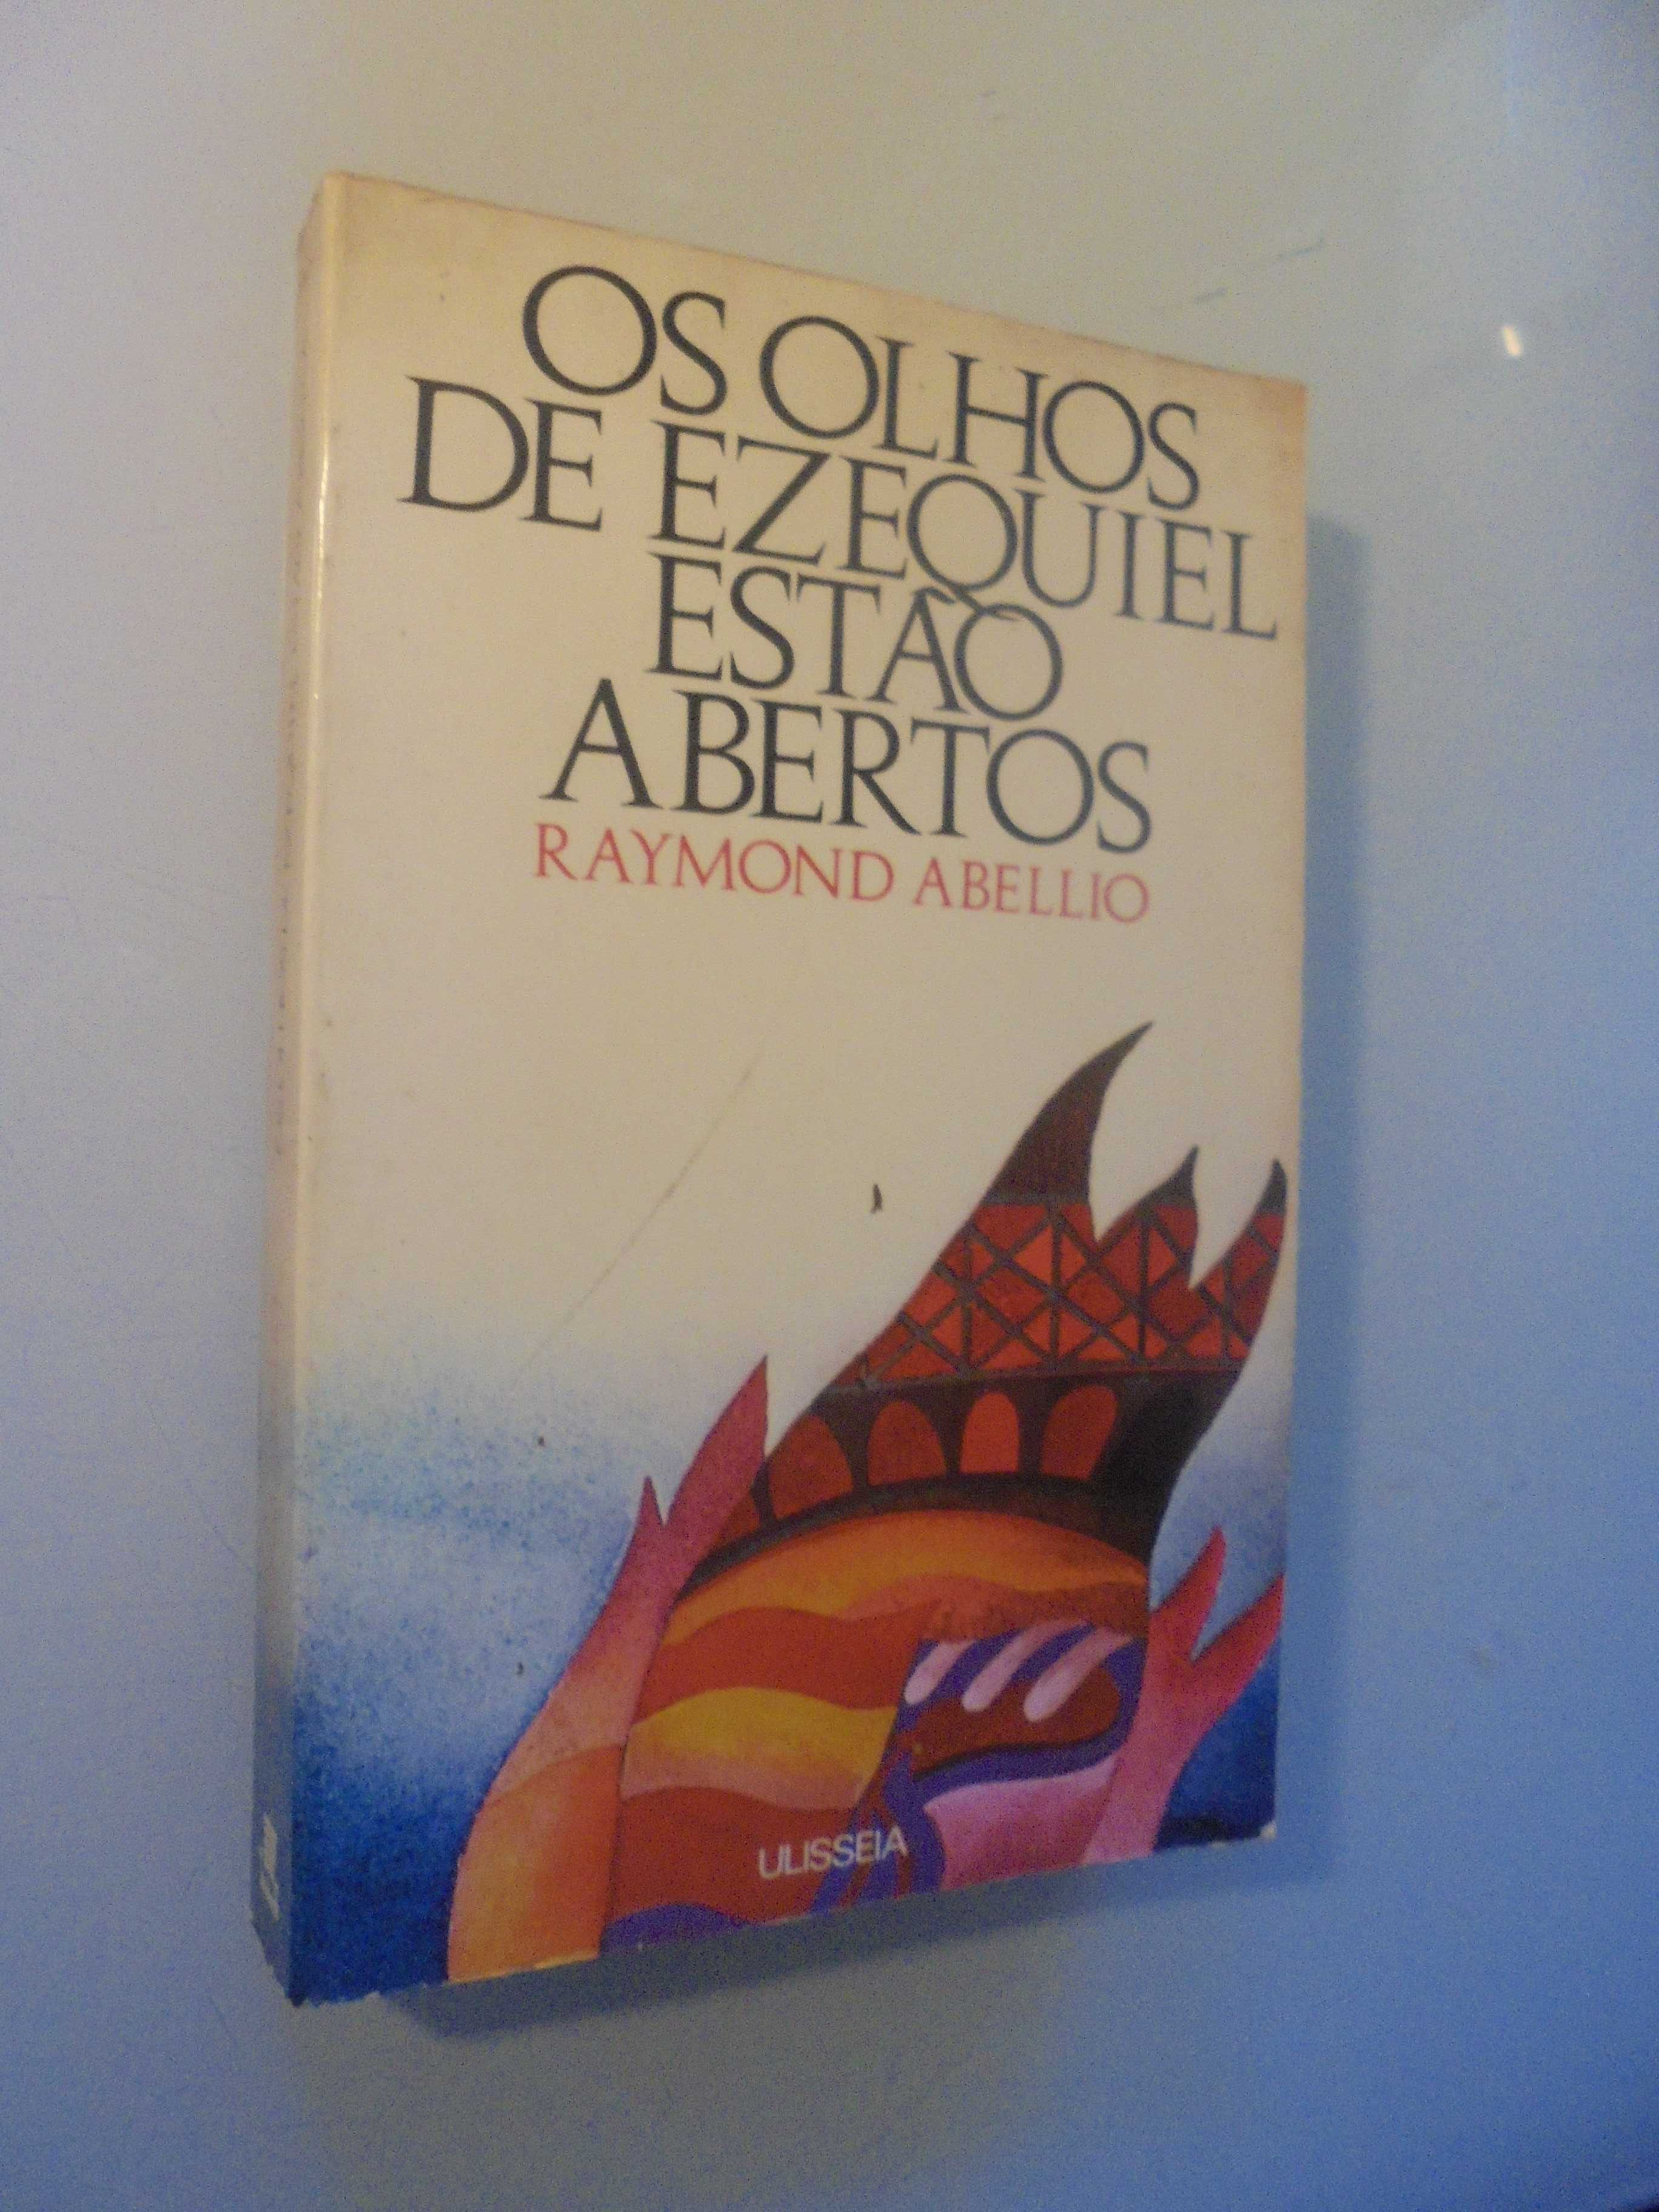 OS OLHOS
DE EZEQUIEL
ESTÃO
ABERTOS
RAYMOND ABELLIO
ULISSEIA